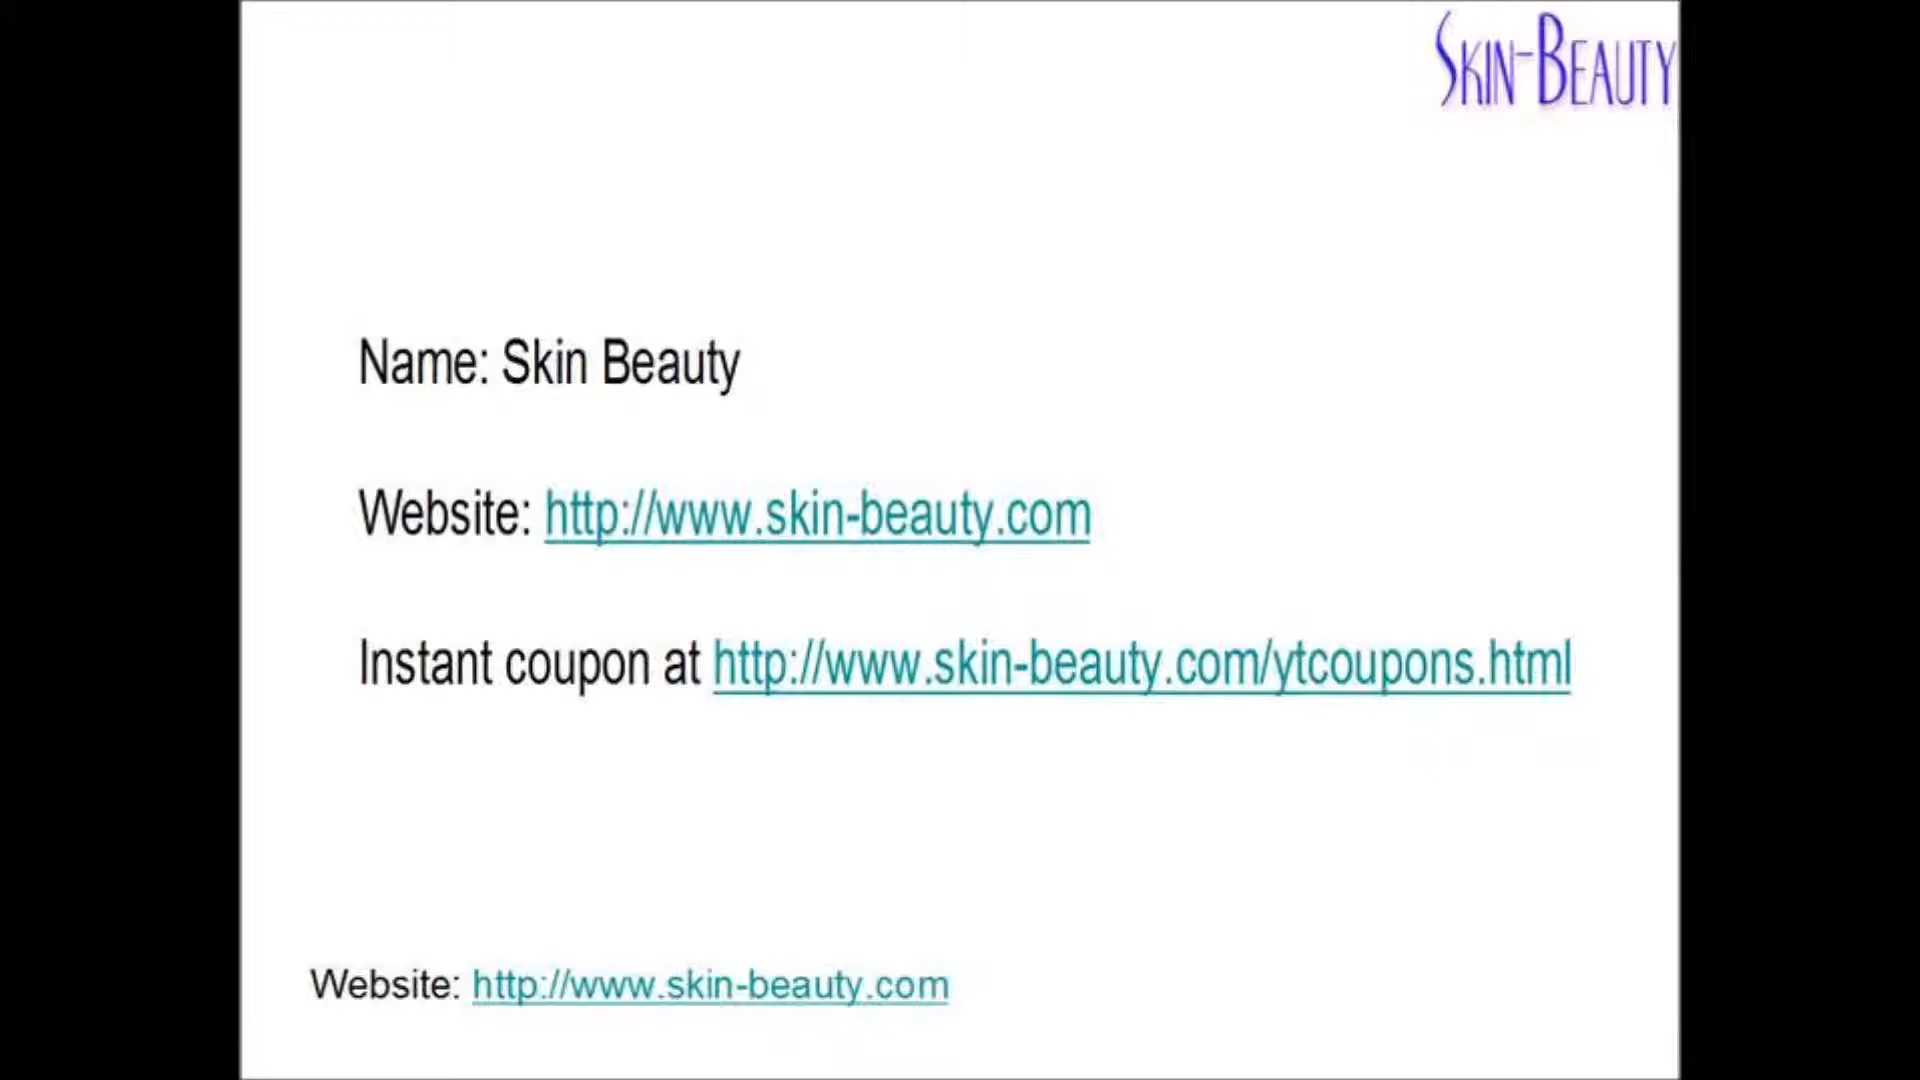 SKIN-BEAUTY
Name: Skin Beauty
Website: http://www.skin-beauty.com
Instant coupon at http://www.skin-beauty.com/ytcoupons.html
Website: http://www.skin-beauty.com